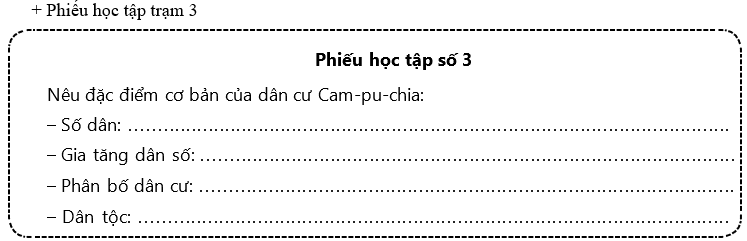 + Phiếu học tập trạm 3
Phiếu học tập số 3
Nêu đặc điểm cơ bản của dân cư Cam-pu-chia:
– Số dân: ……………………………………………………………………………………
– Gia tăng dân số: …………………………………………………………………………
– Phân bố dân cư: …………………………………………………………………………
– Dân tộc: …………………………………………………………………………………